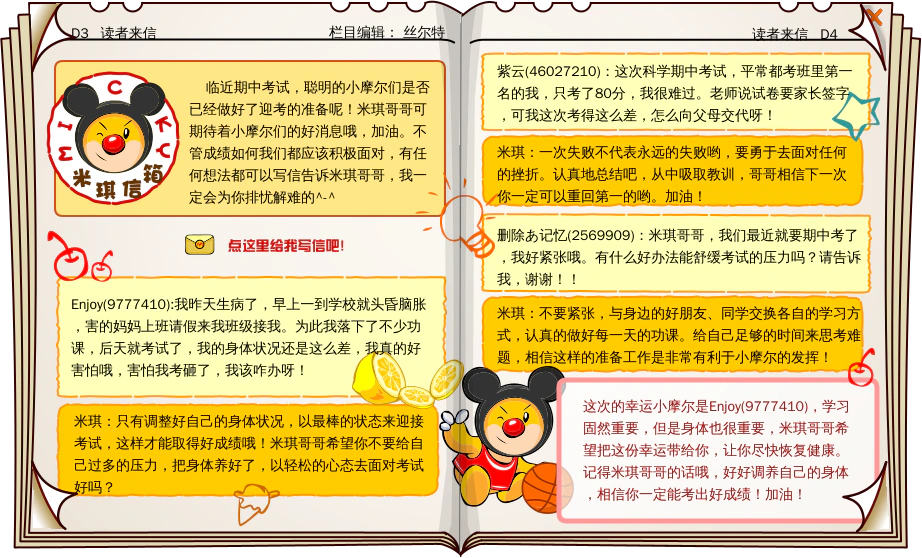 D3 读者来信
栏目编辑： 丝尔特
MICKY
米琪信箱
临近期中考试，聪明的小摩尔们是否
已经做好了迎考的准备呢！米琪哥哥可
期待着小摩尔们的好消息哦，加油。不
管成绩如何我们都应该积极面对，有任
何想法都可以写信告诉米琪哥哥，我一
定会为你排忧解难的^-^
点这里给我写信吧!
Enjoy(9777410):我昨天生病了，早上一到学校就头昏脑胀
，害的妈妈上班请假来我班级接我。为此我落下了不少功
课，后天就考试了，我的身体状况还是这么差，我真的好
害怕哦，害怕我考砸了，我该咋办呀！
米琪：只有调整好自己的身体状况，以最棒的状态来迎接
考试，这样才能取得好成绩哦！米琪哥哥希望你不要给自
己过多的压力，把身体养好了，以轻松的心态去面对考试
好吗？
读者来信 D4
紫云(46027210)：这次科学期中考试，平常都考班里第一
名的我，只考了80分，我很难过。老师说试卷要家长签字
，可我这次考得这么差，怎么向父母交代呀！
米琪：一次失败不代表永远的失败哟，要勇于去面对任何
的挫折。认真地总结的话，从中吸取教训，哥哥相信下一次
你一定可以重回第一的哟。加油！
删除あ记忆(2569909)：米琪哥哥，我们最近就要期中考了
，我好紧张哦。有什么好办法能舒缓考试的压力吗？请告诉
我，谢谢！！
米琪：不要紧张，与身边的好朋友、同学交换各自的学习方
式，认真的做好每一天的功课。给自己足够的时间来思考难
题，相信这样的准备工作是非常有利于小摩尔的发挥！
这次的幸运小摩尔是Enjoy(9777410)，学习
固然重要，但是身体也很重要，米琪哥哥希
望把这份幸运带给你，让你尽快恢复健康。
记得米琪哥哥的话哦，好好调养自己的身体
，相信你一定能考出好成绩！加油！